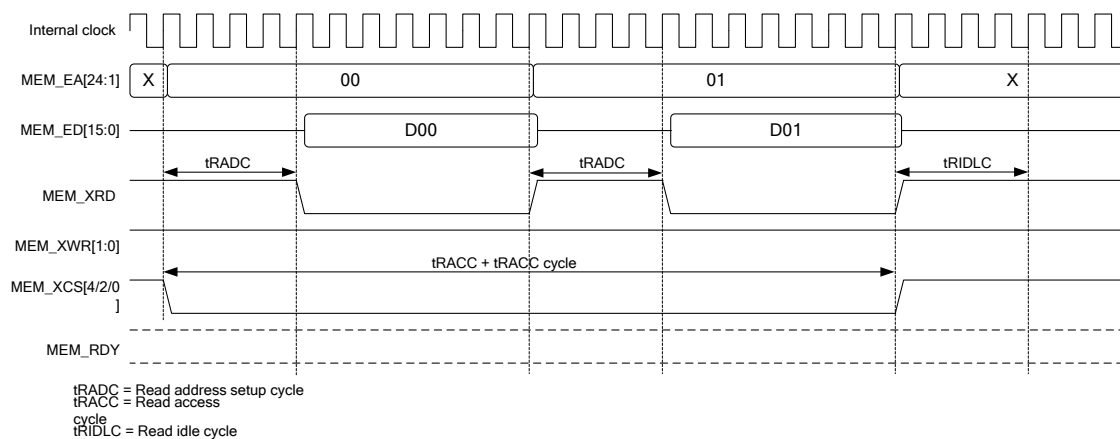 Internal clock
MEM_EA[24:1] X 00 01 X
MEM_ED[15:0] D00 D01
tRADC tRADC tRIDLC
MEM_XRD
MEM_XWR[1:0]
tRACC + tRACC cycle
MEM_XCS[4/2/0
]
MEM_RDY
tRADC = Read address setup cycle
tRACC = Read access
cycle
tRIDLC = Read idle cycle